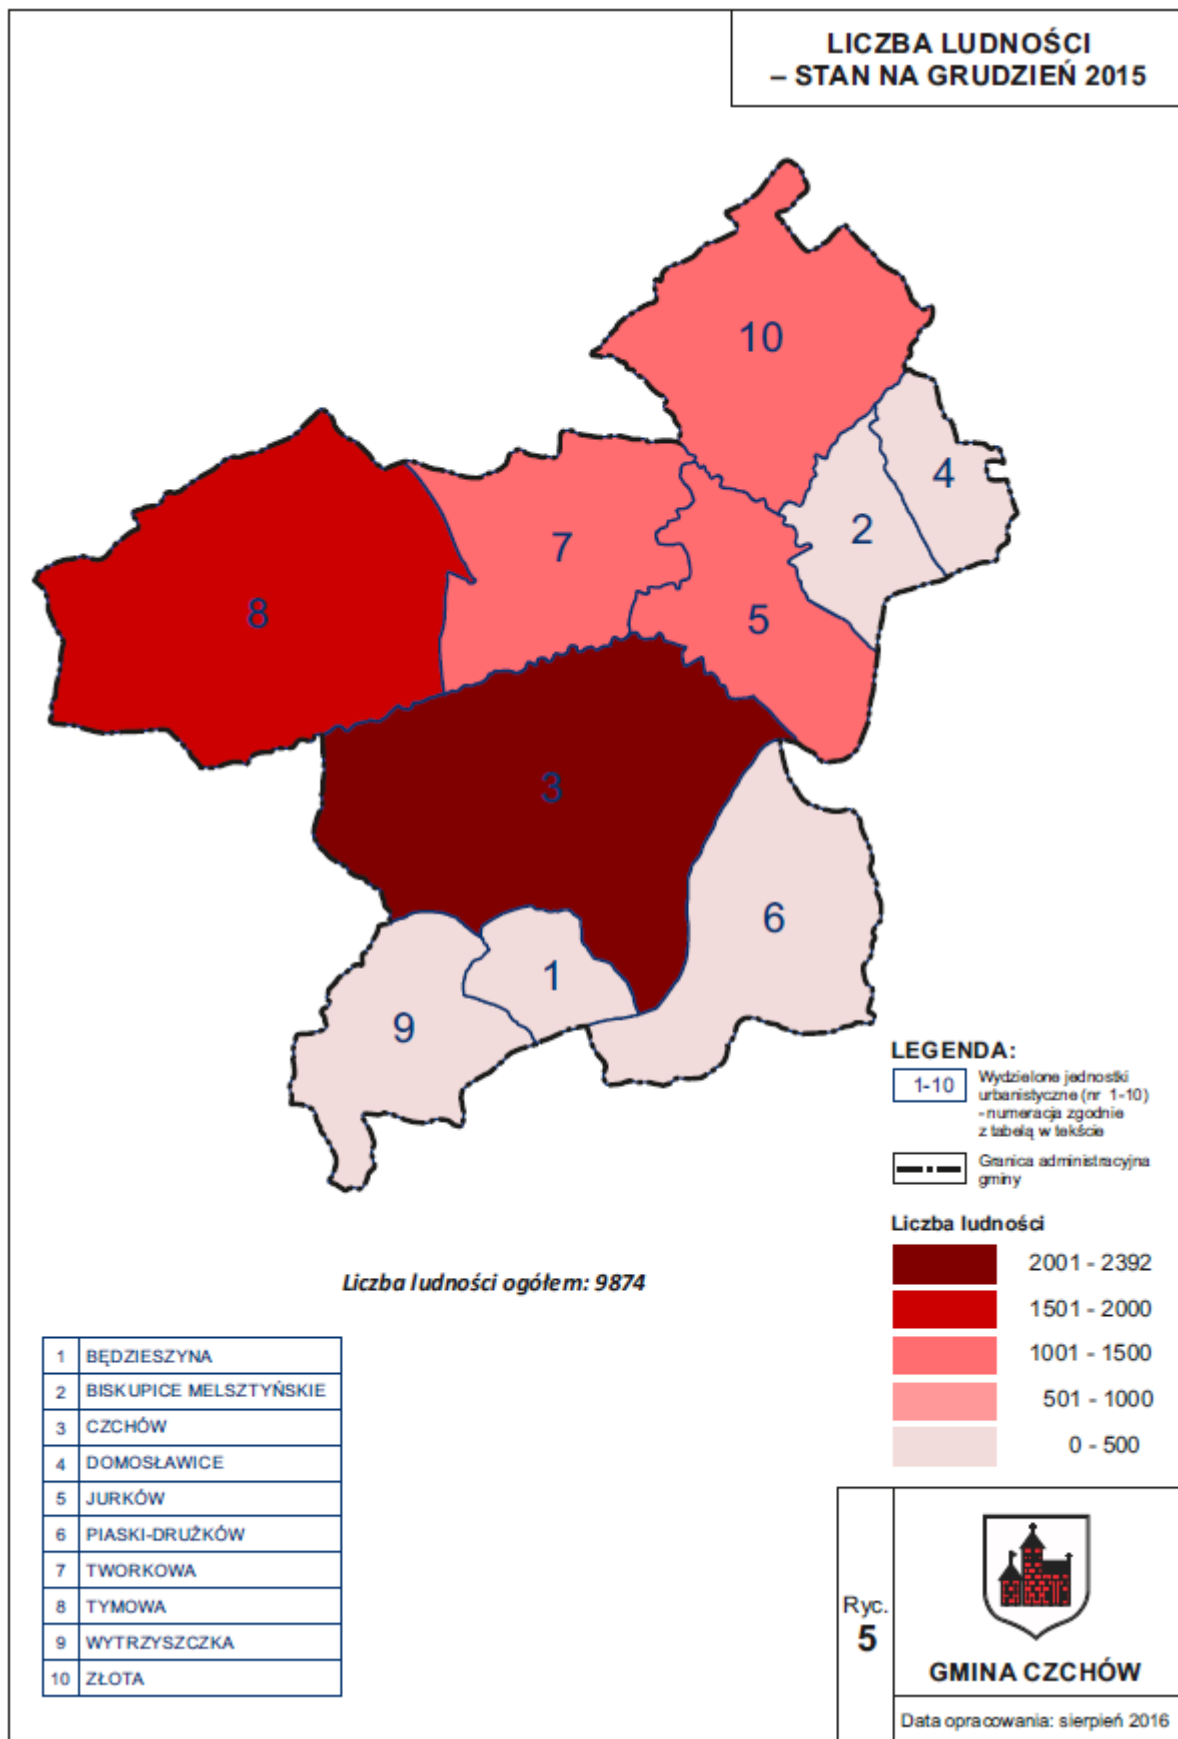 LICZBA LUDNOŚCI
– STAN NA GRUDZIEŃ 2015
10
4
2
7
5
8
3
6
1
9
LEGENDA:
1-10
Wydzielone jednostki
urbanistyczne (nr 1-10)
- numeracja zgodnie
z tabelą w tekście
Granica administracyjna
gminy
Liczba ludności
2001 - 2392
1501 - 2000
1001 - 1500
501 - 1000
0 - 500
Liczba ludności ogółem: 9874
1 BĘDZIESZYNA
2 BISKUPICE MELSZTYŃSKIE
3 CZCHÓW
4 DOMOSŁAWICE
5 JURKÓW
6 PIASKI-DRUŻKÓW
7 TWORKOWA
8 TYMOWA
9 WYTRZYSZCZKA
10 ZŁOTA
Ryc.
5
GMINA CZCHÓW
Data opracowania: sierpień 2016